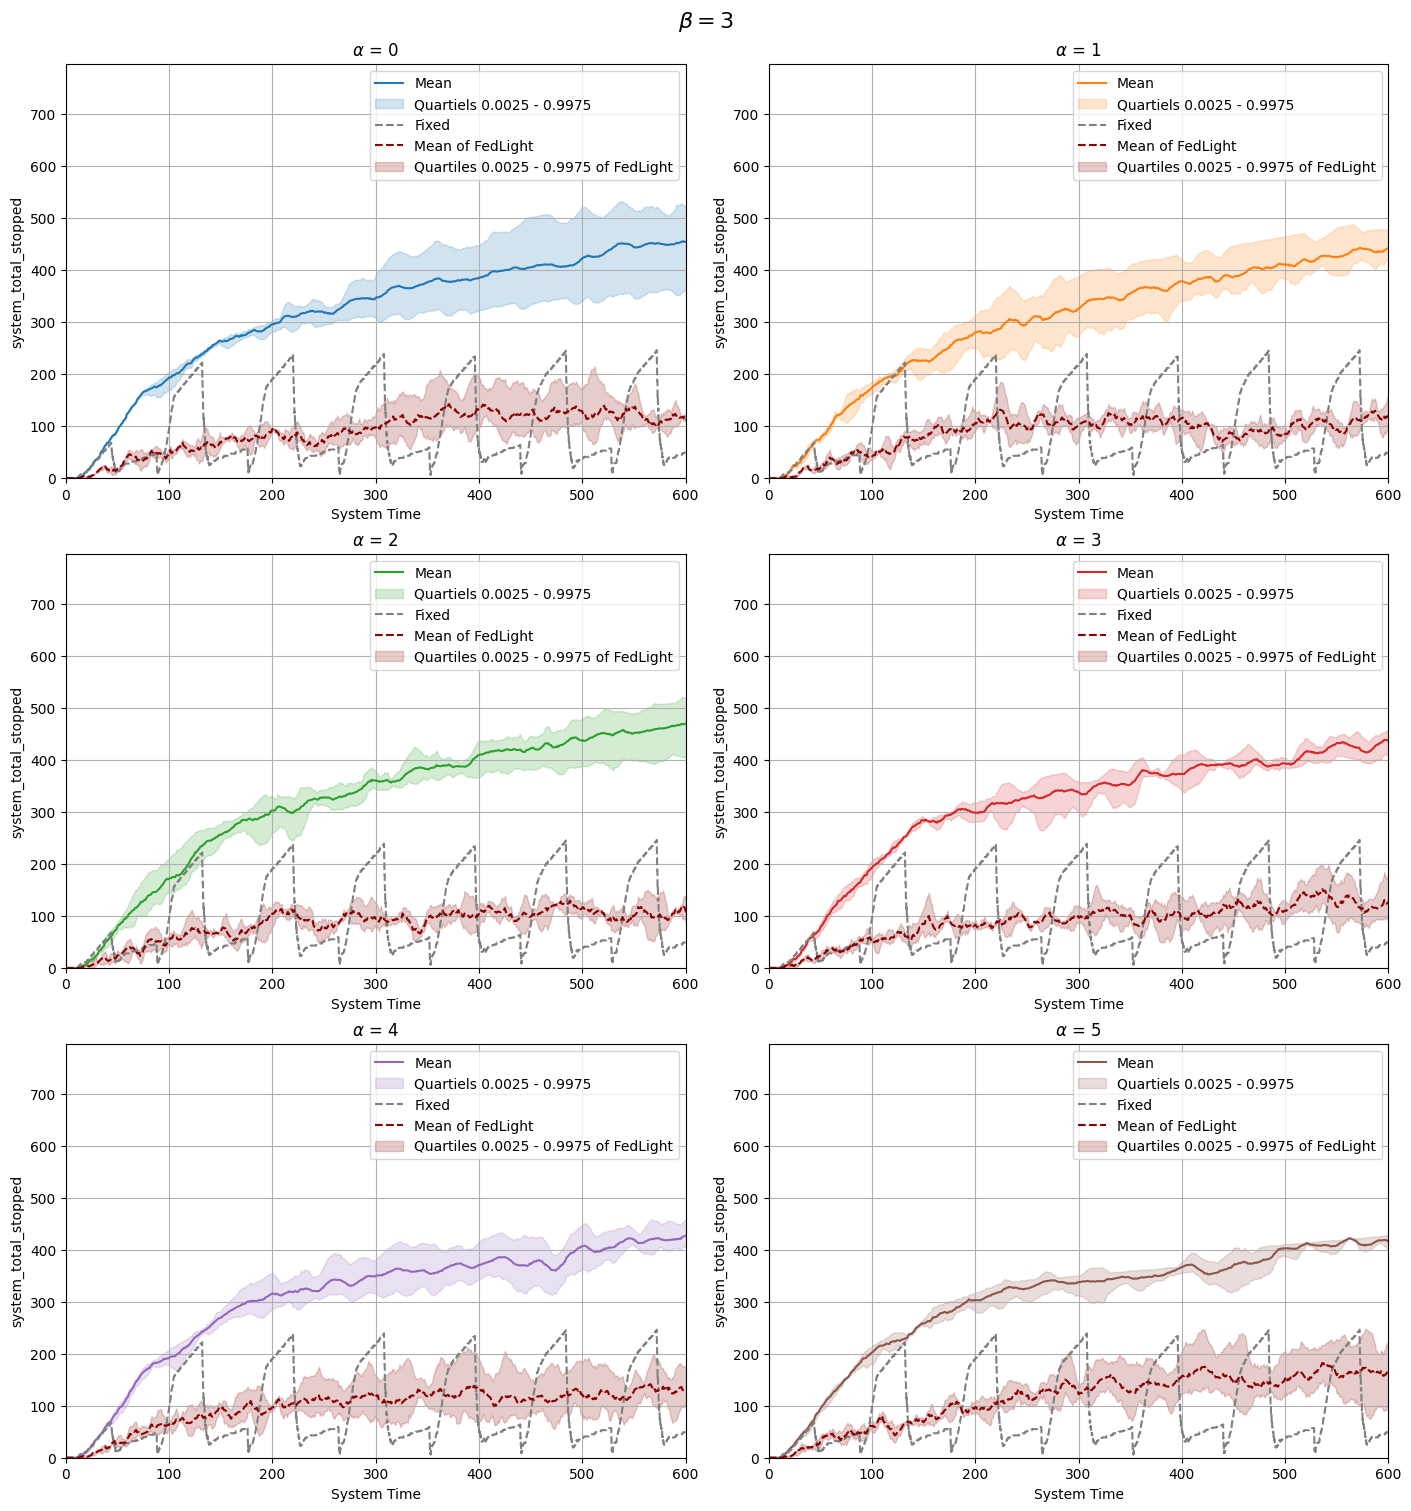 β = 3
α = 0
Mean
Quartiels 0.0025 - 0.9975
Fixed
Mean of FedLight
Quartiles 0.0025 - 0.9975 of FedLight
system_total_stopped
700
600
500
400
300
200
100
0
0 100 200 300 400 500 600
System Time
α = 1
Mean
Quartiels 0.0025 - 0.9975
Fixed
Mean of FedLight
Quartiles 0.0025 - 0.9975 of FedLight
system_total_stopped
700
600
500
400
300
200
100
0
0 100 200 300 400 500 600
System Time
α = 2
Mean
Quartiels 0.0025 - 0.9975
Fixed
Mean of FedLight
Quartiles 0.0025 - 0.9975 of FedLight
system_total_stopped
700
600
500
400
300
200
100
0
0 100 200 300 400 500 600
System Time
α = 3
Mean
Quartiels 0.0025 - 0.9975
Fixed
Mean of FedLight
Quartiles 0.0025 - 0.9975 of FedLight
system_total_stopped
700
600
500
400
300
200
100
0
0 100 200 300 400 500 600
System Time
α = 4
Mean
Quartiels 0.0025 - 0.9975
Fixed
Mean of FedLight
Quartiles 0.0025 - 0.9975 of FedLight
system_total_stopped
700
600
500
400
300
200
100
0
0 100 200 300 400 500 600
System Time
α = 5
Mean
Quartiels 0.0025 - 0.9975
Fixed
Mean of FedLight
Quartiles 0.0025 - 0.9975 of FedLight
system_total_stopped
700
600
500
400
300
200
100
0
0 100 200 300 400 500 600
System Time